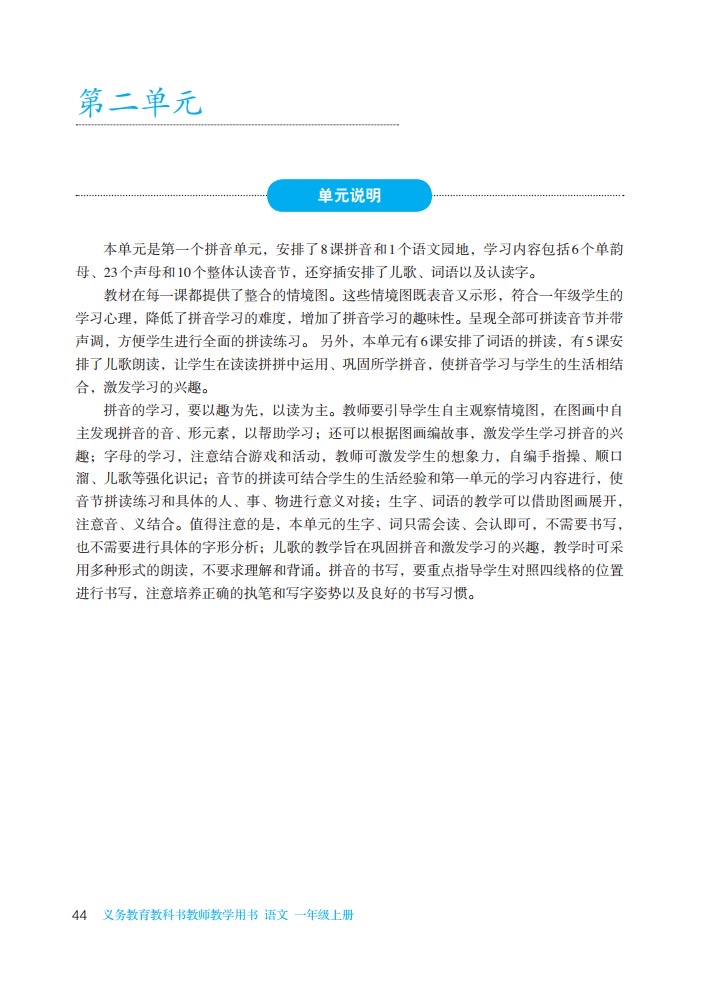 第二单元
单元说明
本单元是第一个拼音单元，安排了8课拼音和1个语文园地，学习内容包括6个单韵
母、23个声母和10个整体认读音节，还穿插安排了儿歌、词语以及认读字。
教材在每一课都提供了整合的情境图。这些情境图既表音又示形，符合一年级学生的
学习心理，降低了拼音学习的难度，增加了拼音学习的趣味性。呈现全部可拼读音节并带
声调，方便学生进行全面的拼读练习。 另外，本单元有6课安排了词语的拼读，有5课安
排了儿歌朗读，让学生在读读拼拼中运用、巩固所学拼音，使拼音学习与学生的生活相结
合，激发学习的兴趣。
拼音的学习，要以趣为先，以读为主。教师要引导学生自主观察情境图，在图画中自
主发现拼音的音、形元素，以帮助学习；还可以根据图画编故事，激发学生学习拼音的兴
趣；字母的学习，注意结合游戏和活动，教师可激发学生的想象力，自编手指操、顺口
溜、儿歌等强化识记；音节的拼读可结合学生的生活经验和第一单元的学习内容进行，使
音节拼读练习和具体的人、事、物进行意义对接；生字、词语的教学可以借助图画展开，
注意音、义结合。值得注意的是，本单元的生字、词只需会读、会认即可，不需要书写，
也不需要进行具体的字形分析；儿歌的教学旨在巩固拼音和激发学习的兴趣，教学时可采
用多种形式的朗读，不要求理解和背诵。拼音的书写，要重点指导学生对照四线格的位置
进行书写，注意培养正确的执笔和写字姿势以及良好的书写习惯。
44 义务教育教科书教师教学用书 语文 一年级上册